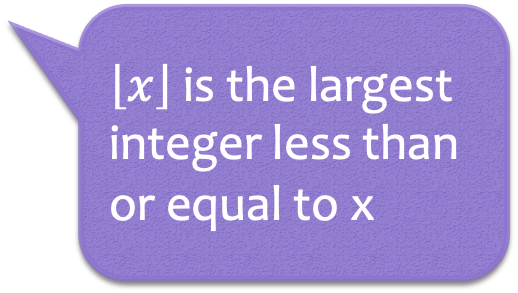 ⌊𝑥⌋ is the largest
integer less than
or equal to x